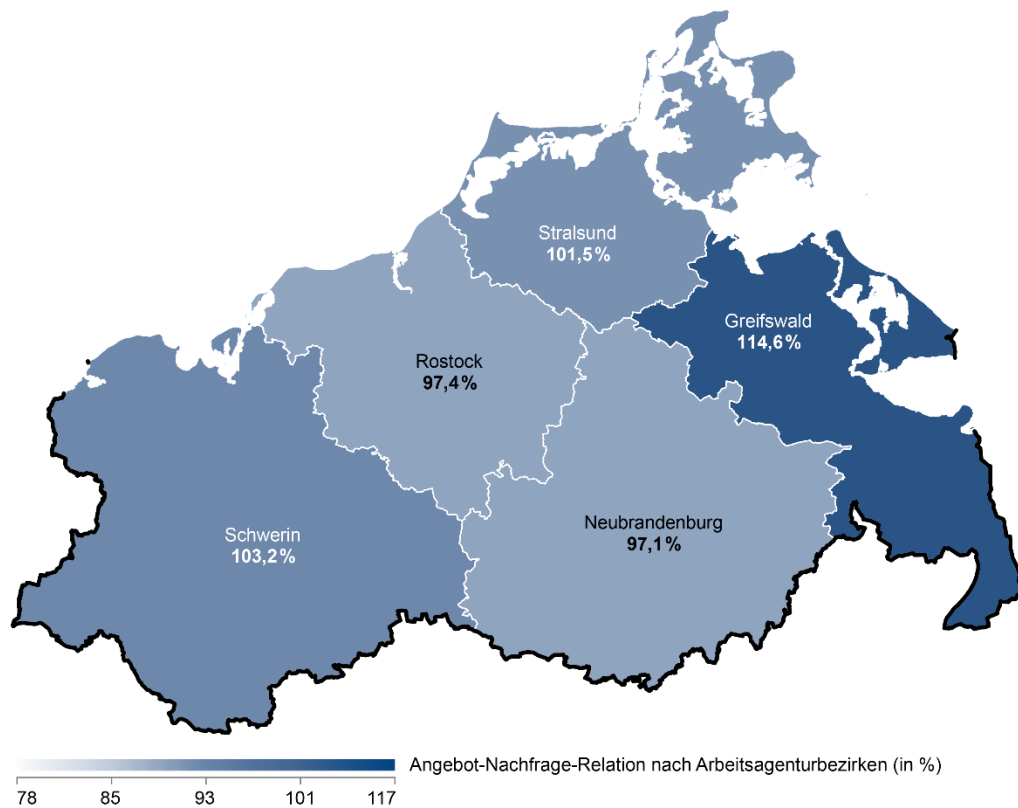 Stralsund
101,5%
Greifswald
114,6%
Rostock
97,4%
Schwerin
103,2%
Neubrandenburg
97,1%
Angebot-Nachfrage-Relation nach Arbeitsagenturbezirken (in %)
78 85 93 101 117